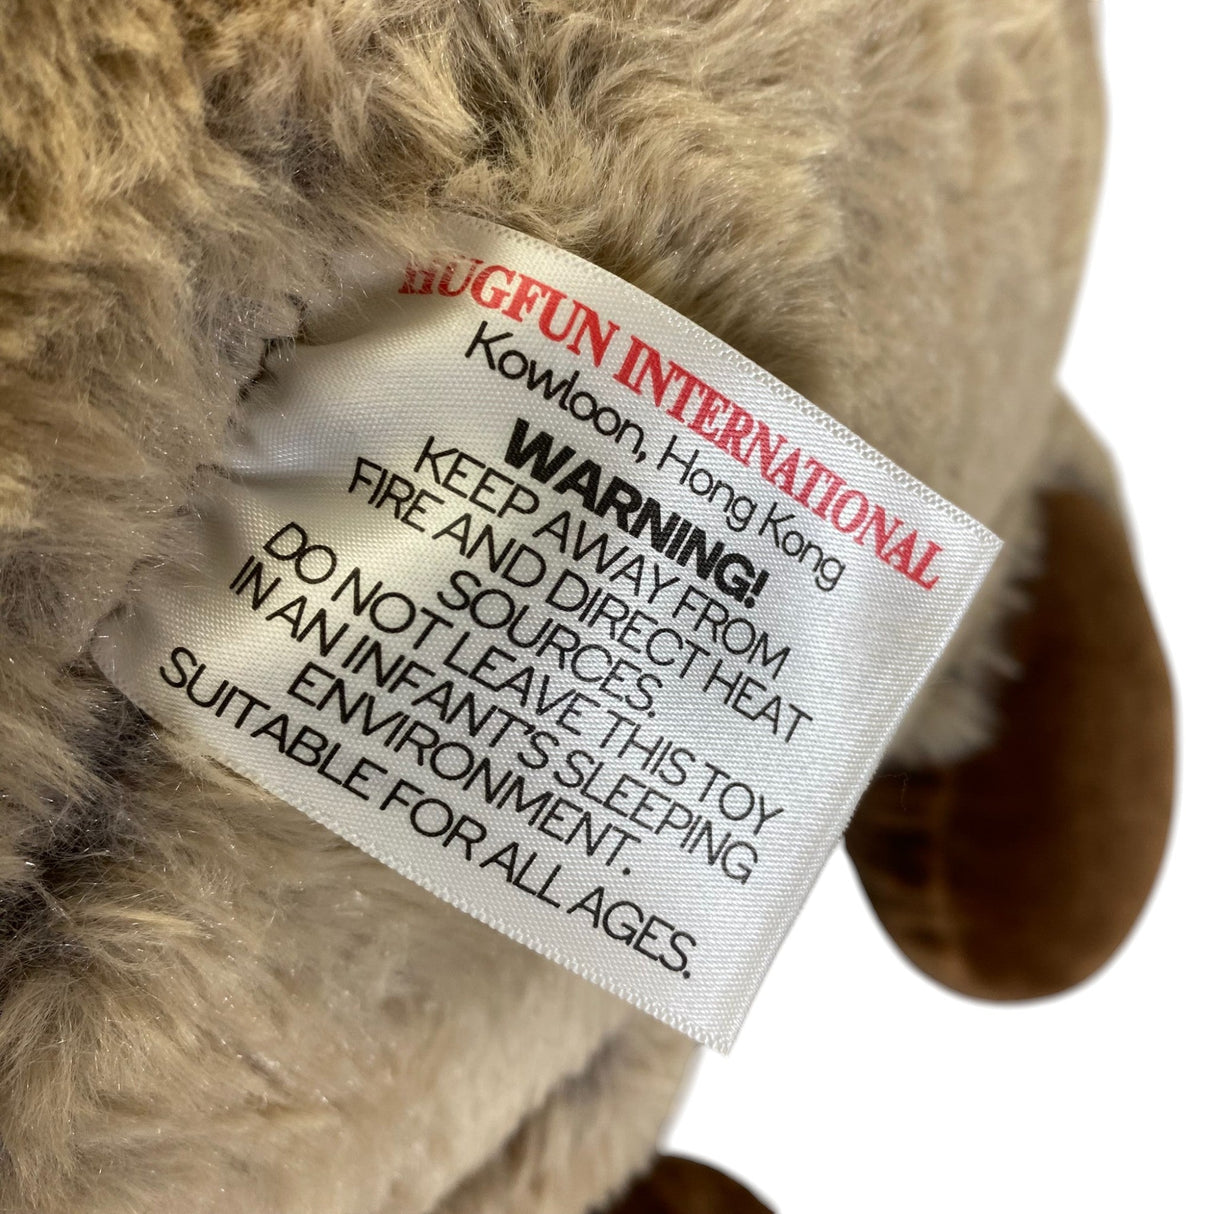 HUGFUN INTERNATIONAL
Kowloon, Hong Kong
WARNING!
KEEP AWAY FROM
FIRE AND DIRECT HEAT
SOURCES.
DO NOT LEAVE THIS TOY
IN AN INFANT'S SLEEPING
ENVIRONMENT.
SUITABLE FOR ALL AGES.